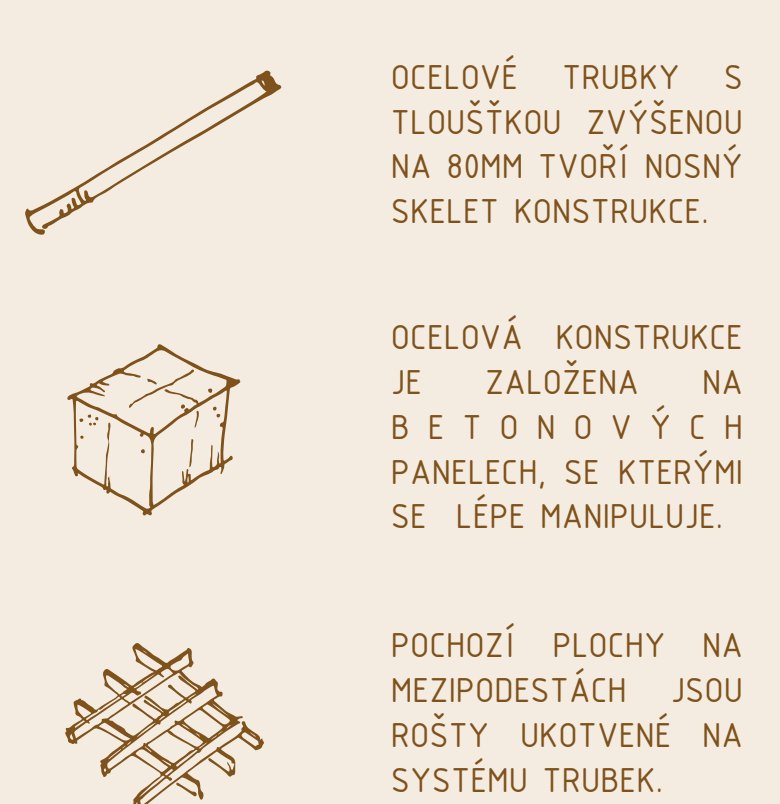 OCELOVÉ TRUBKY S
TLOUŠŤKOU ZVÝŠENOU
NA 80MM TVOŘÍ NOSNÝ
SKELET KONSTRUKCE.
OCELOVÁ KONSTRUKCE
JE ZALOŽENA NA
BETONOVÝCH
PANELECH, SE KTERÝMI
SE LÉPE MANIPULUJE.
POCHOZÍ PLOCHY NA
MEZIPODESTÁCH JSOU
ROŠTY UKOTVENÉ NA
SYSTÉMU TRUBEK.